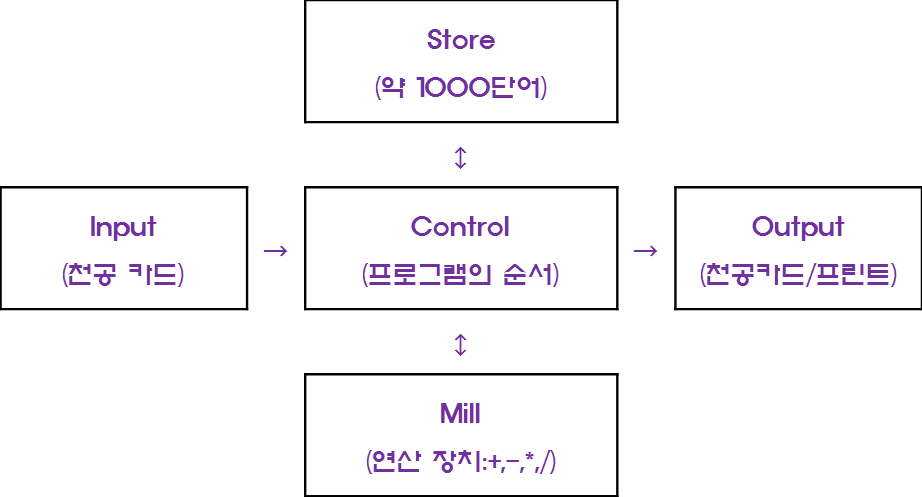 Store
(약 1000단어)
↕
Input
(천공 카드)
→
Control
(프로그램의 순서)
→
Output
(천공카드/프린트)
↕
Mill
(연산 장치:+,-,*,/)